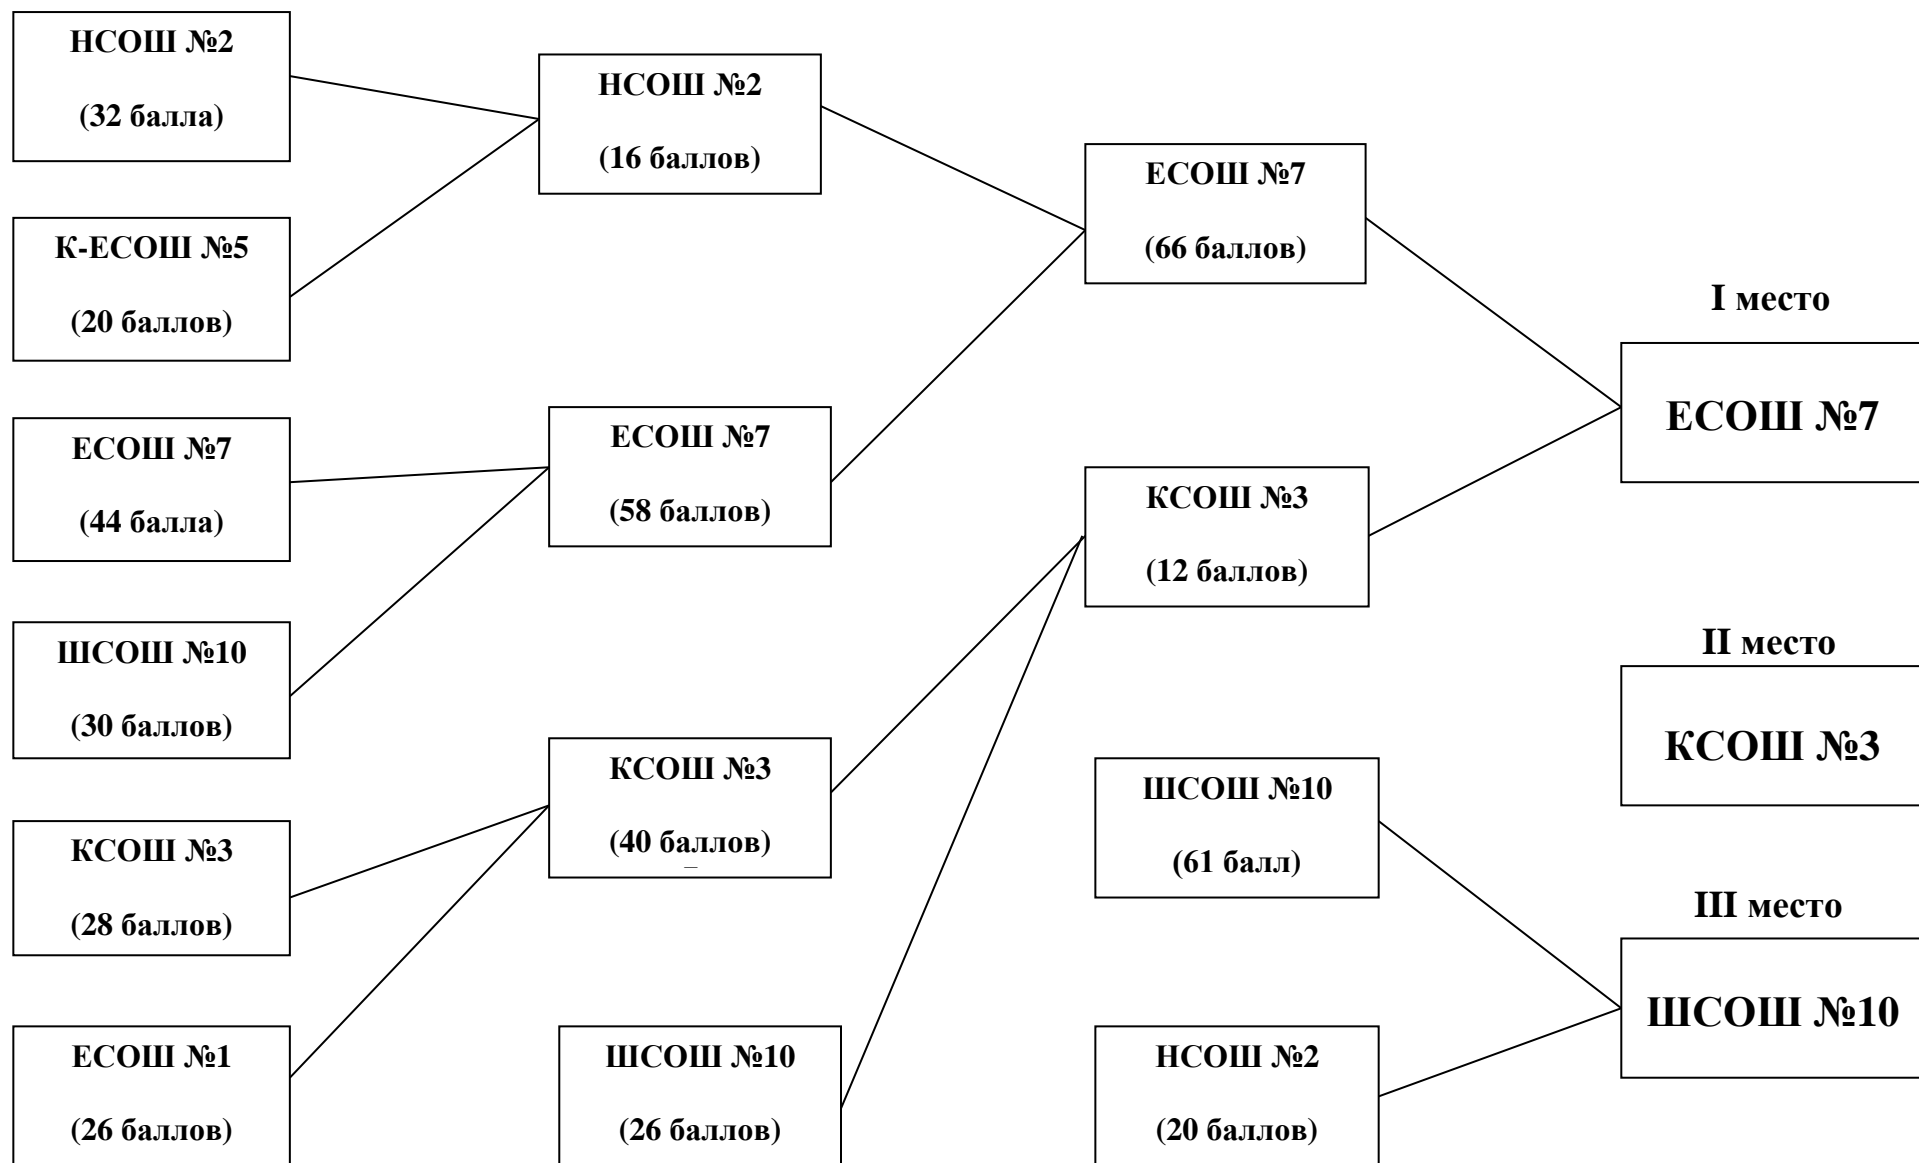 НСОШ №2
(32 балла)
К-ЕСОШ №5
(20 баллов)
ЕСОШ №7
(44 балла)
ШСОШ №10
(30 баллов)
КСОШ №3
(28 баллов)
ЕСОШ №1
(26 баллов)
НСОШ №2
(16 баллов)
ЕСОШ №7
(58 баллов)
КСОШ №3
(40 баллов)
ШСОШ №10
(26 баллов)
ЕСОШ №7
(66 баллов)
КСОШ №3
(12 баллов)
ШСОШ №10
(61 балл)
НСОШ №2
(20 баллов)
I место
ЕСОШ №7
II место
КСОШ №3
III место
ШСОШ №10